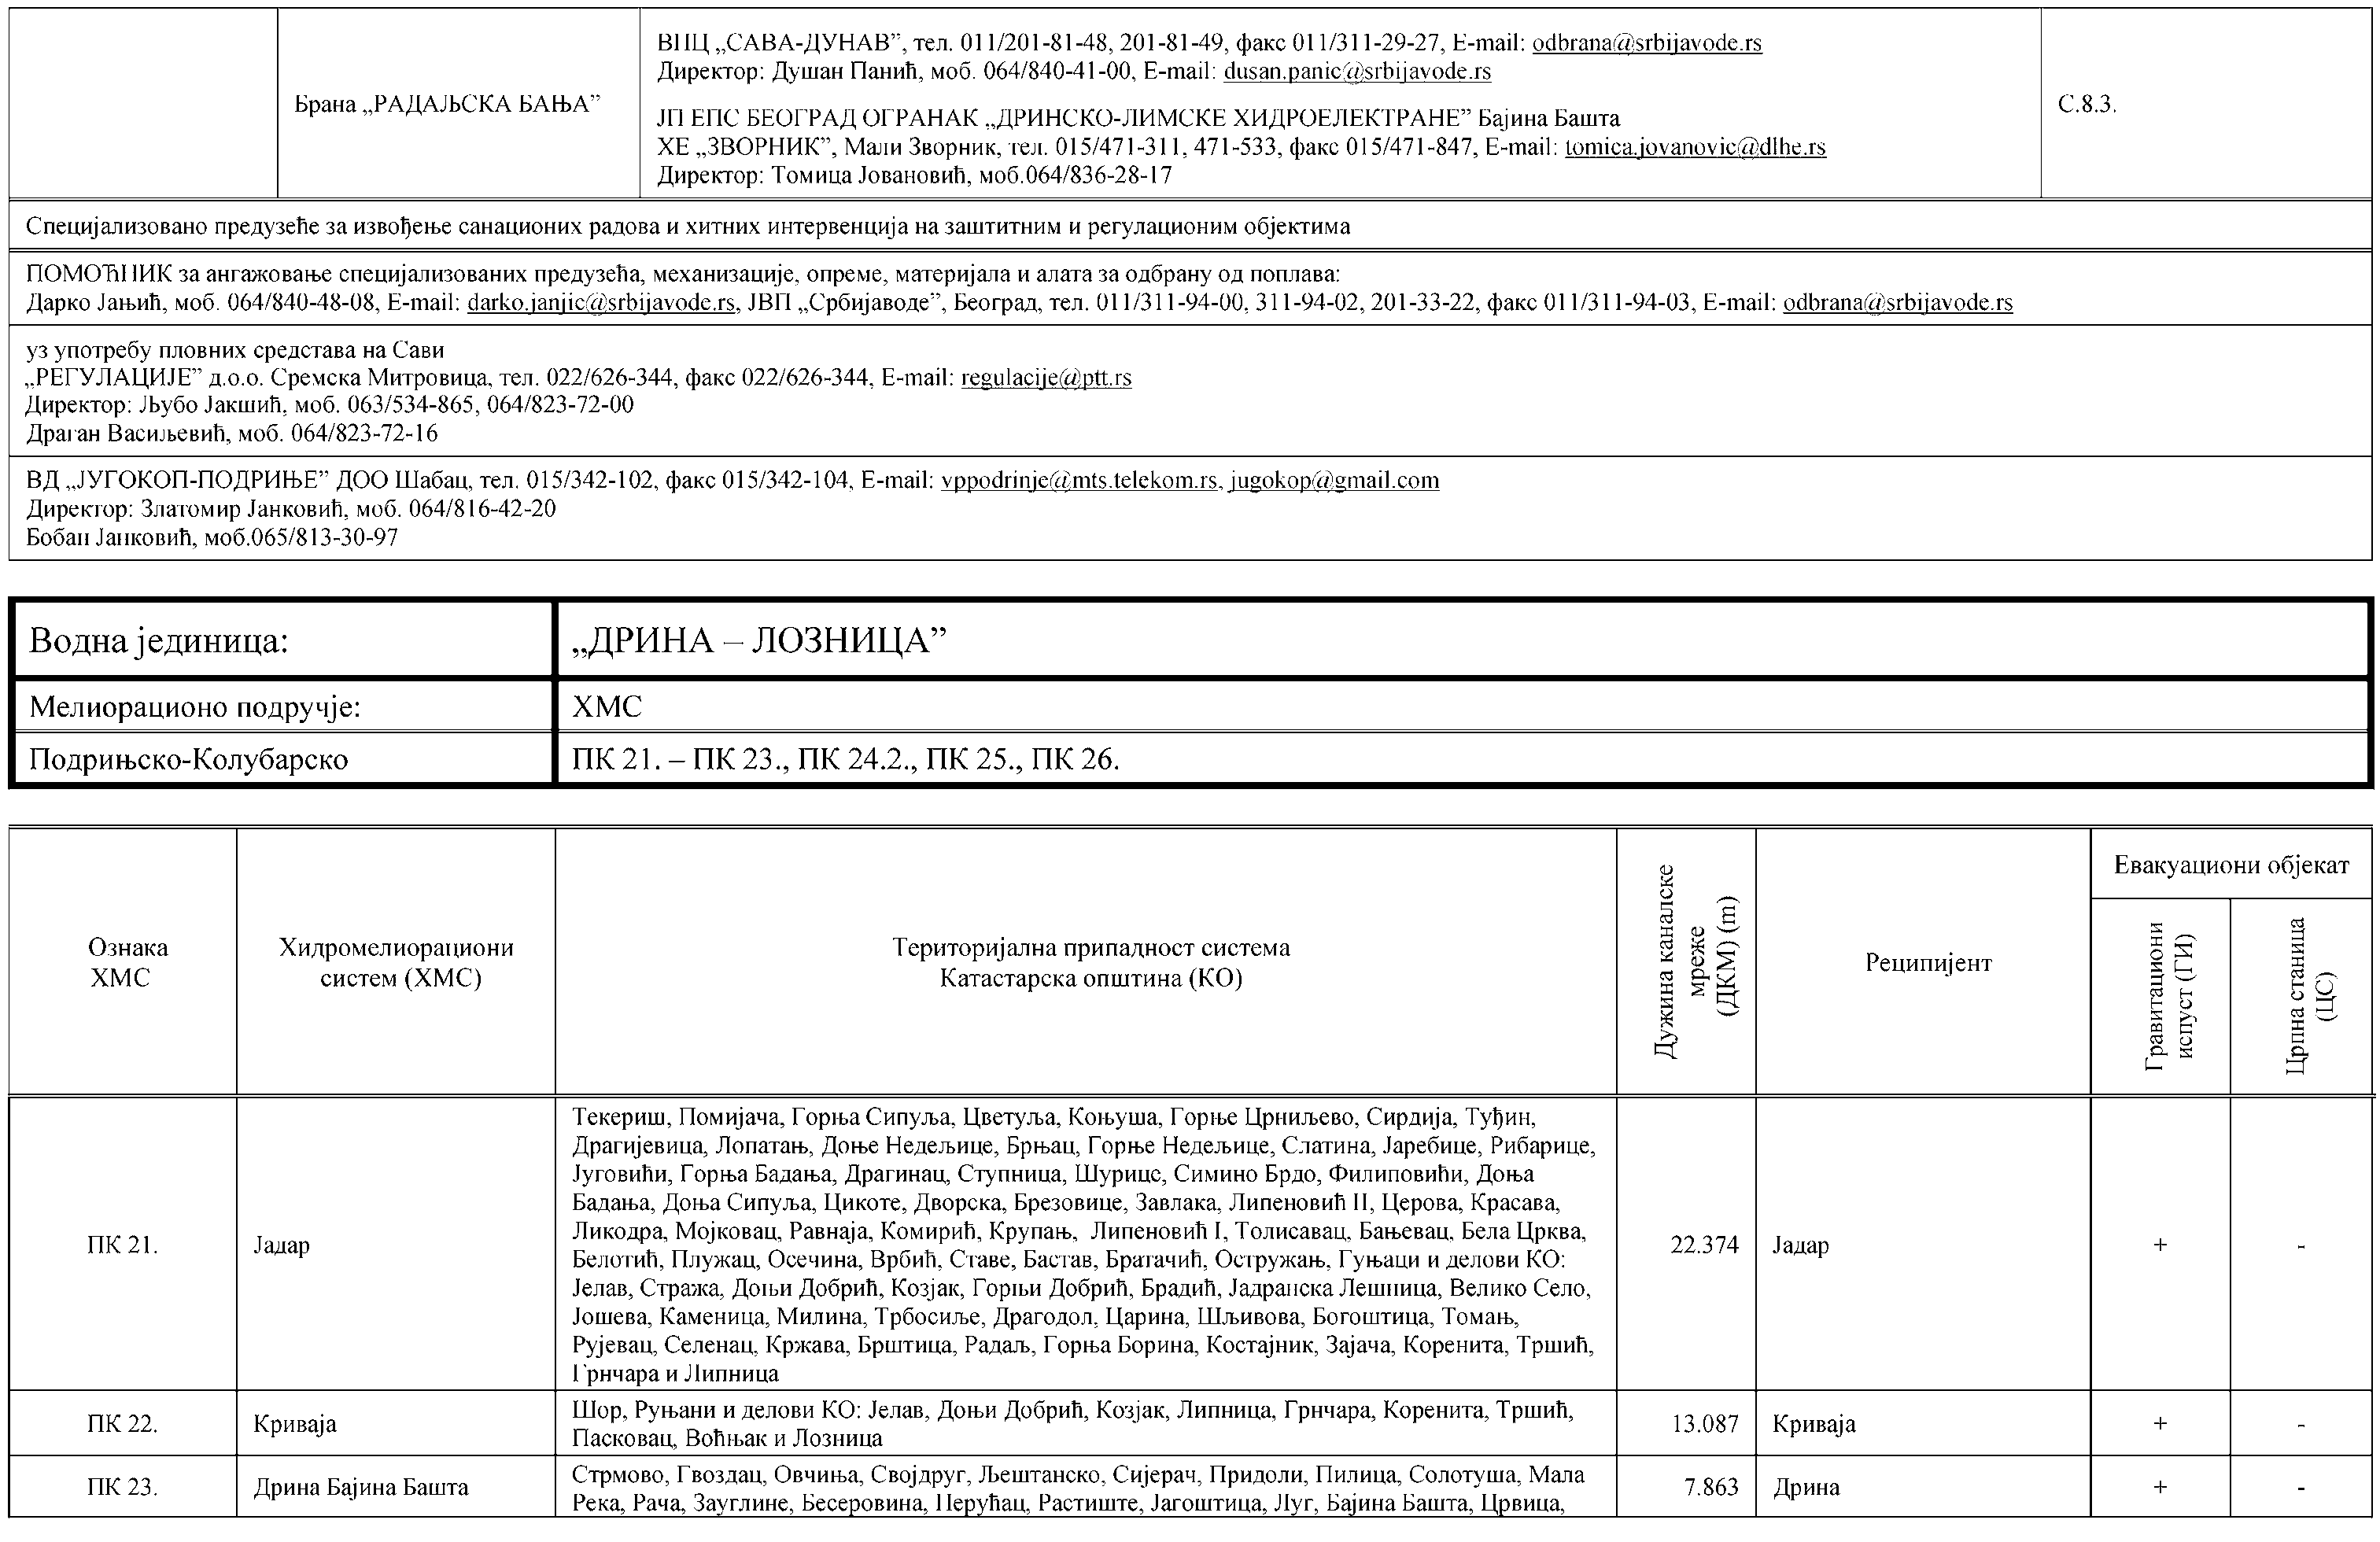 ВПЦ „САВА-ДУНАВ”, тел. 011/201-81-48, 201-81-49, факс 011/311-29-27, E-mail: odbrana@srbijavode.rs
Директор: Душан Панић, моб. 064/840-41-00, E-mail: dusan.panic@srbijavode.rs
Брана „РАДАЉСКА БАЊА”
С.8.3.
ЈП ЕПС БЕОГРАД ОГРАНАК „ДРИНСКО-ЛИМСКЕ ХИДРОЕЛЕКТРАНЕ” Бајина Башта
ХЕ „ЗВОРНИК”, Мали Зворник, тел. 015/471-311, 471-533, факс 015/471-847, E-mail: tomica.jovanovic@dlhe.rs
Директор: Томица Јовановић, моб.064/836-28-17
Специјализовано предузеће за извођење санационих радова и хитних интервенција на заштитним и регулационим објектима
ПОМОЋНИК за ангажовање специјализованих предузећа, механизације, опреме, материјала и алата за одбрану од поплава:
Дарко Јањић, моб. 064/840-48-08, E-mail: darko.janjic@srbijavode.rs, ЈВП „Србијаводе”, Београд, тел. 011/311-94-00, 311-94-02, 201-33-22, факс 011/311-94-03, E-mail: odbrana@srbijavode.rs
уз употребу пловних средстава на Сави
„РЕГУЛАЦИЈЕ” д.о.о. Сремска Митровица, тел. 022/626-344, факс 022/626-344, E-mail: regulacije@ptt.rs
Директор: Љубо Јакшић, моб. 063/534-865, 064/823-72-00
Драган Васиљевић, моб. 064/823-72-16
ВД „ЈУГОКОП-ПОДРИЊЕ” ДОО Шабац, тел. 015/342-102, факс 015/342-104, E-mail: vppodrinje@mts.telekom.rs, jugokop@gmail.com
Директор: Златомир Јанковић, моб. 064/816-42-20
Бобан Јанковић, моб.065/813-30-97
Водна јединица:
„ДРИНА – ЛОЗНИЦА”
Мелиорационо подручје:
ХМС
Подрињско-Колубарско
ПК 21. – ПК 23., ПК 24.2., ПК 25., ПК 26.
Ознака
ХМС
Хидромелиорациони
систем (ХМС)
Територијална припадност система
Катастарска општина (КО)
Дужина каналске
мреже
(ДКМ) (m)
Реципијент
Евакуациони објекат
Гравитациони
испуст (ГИ)
Црпна станица
(ЦС)
ПК 21.
Јадар
Текериш, Помијача, Горња Сипуља, Цветуља, Коњуша, Горње Црниљево, Сирдија, Туђин,
Драгијевица, Лопатањ, Доње Недељице, Брњац, Горње Недељице, Слатина, Јаребице, Рибарице,
Југовићи, Горња Бадања, Драгинац, Ступница, Шурице, Симино Брдо, Филиповићи, Доња
Бадања, Доња Сипуља, Цикоте, Дворска, Брезовице, Завлака, Липеновић II, Церова, Красава,
Ликодра, Мојковац, Равнаја, Комирић, Крупањ, Липеновић I, Толисавац, Бањевац, Бела Црква,
Белотић, Плужац, Осечина, Врбић, Ставе, Бастав, Братачић, Остружањ, Гуњаци и делови КО:
Јелав, Стража, Доњи Добрић, Козјак, Горњи Добрић, Брадић, Јадранска Лешница, Велико Село,
Јошева, Каменица, Милина, Трбосиље, Драгодол, Царина, Шљивова, Богоштица, Томањ,
Рујевац, Селенац, Кржава, Брштица, Радаљ, Горња Борина, Костајник, Зајача, Коренита, Тршић,
Грнчара и Липница
22.374
Јадар
+
-
ПК 22.
Криваја
Шор, Руњани и делови КО: Јелав, Доњи Добрић, Козјак, Липница, Грнчара, Коренита, Тршић,
Пасковац, Воћњак и Лозница
13.087
Криваја
+
-
ПК 23.
Дрина Бајина Башта
Стрмово, Гвоздац, Овчиња, Својдруг, Љештанско, Сијерач, Придоли, Пилица, Солотуша, Мала
Река, Рача, Зауглине, Бесеровина, Перућац, Растиште, Јагоштица, Луг, Бајина Башта, Црвица,
7.863
Дрина
+
-